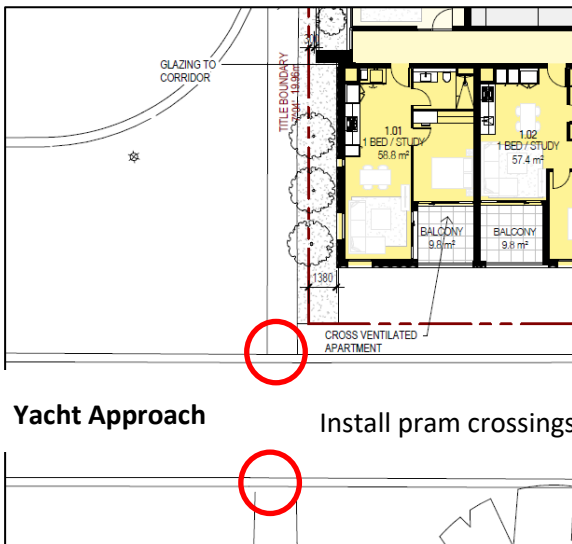 GLAZING TO
CORRIDOR
TITLE BOUNDARY
19.96m
1.01
1 BED / STUDY
58.8 m²
1.02
1 BED / STUDY
57.4 m²
BALCONY
9.8 m²
BALCONY
9.8 m²
1380
CROSS VENTILATED
APARTMENT
Yacht Approach
Install pram crossings